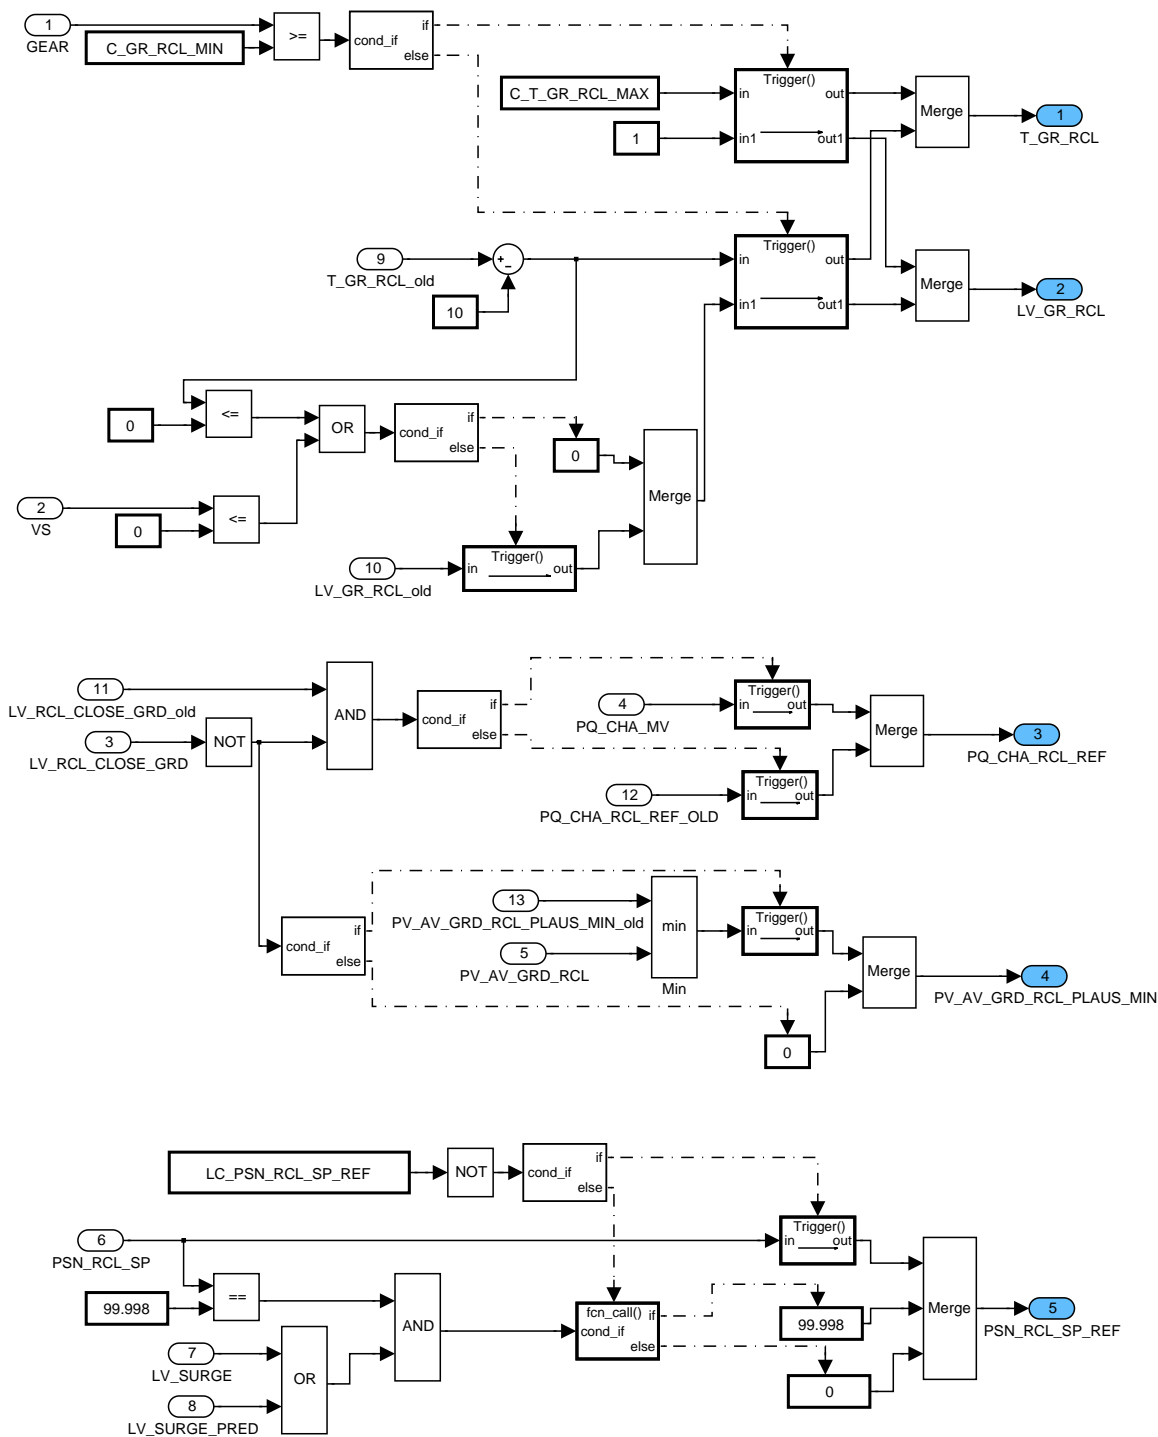 1
GEAR
C_GR_RCL_MIN
>=
cond_if
if
else
C_T_GR_RCL_MAX
1
Trigger()
in
out
in1
out1
Merge
1
T_GR_RCL
9
T_GR_RCL_old
+
−
10
Trigger()
in
out
in1
out1
Merge
2
LV_GR_RCL
0
<=
OR
cond_if
if
else
0
Merge
2
VS
0
<=
10
LV_GR_RCL_old
Trigger()
in
out
11
LV_RCL_CLOSE_GRD_old
3
LV_RCL_CLOSE_GRD
NOT
AND
cond_if
if
else
4
PQ_CHA_MV
Trigger()
in
out
12
PQ_CHA_RCL_REF_OLD
Trigger()
in
out
Merge
3
PQ_CHA_RCL_REF
cond_if
if
else
13
PV_AV_GRD_RCL_PLAUS_MIN_old
5
PV_AV_GRD_RCL
min
Min
Trigger()
in
out
0
Merge
4
PV_AV_GRD_RCL_PLAUS_MIN
LC_PSN_RCL_SP_REF
NOT
cond_if
if
else
6
PSN_RCL_SP
Trigger()
in
out
99.998
==
AND
7
LV_SURGE
8
LV_SURGE_PRED
OR
fcn_call()
cond_if
if
else
99.998
0
Merge
5
PSN_RCL_SP_REF